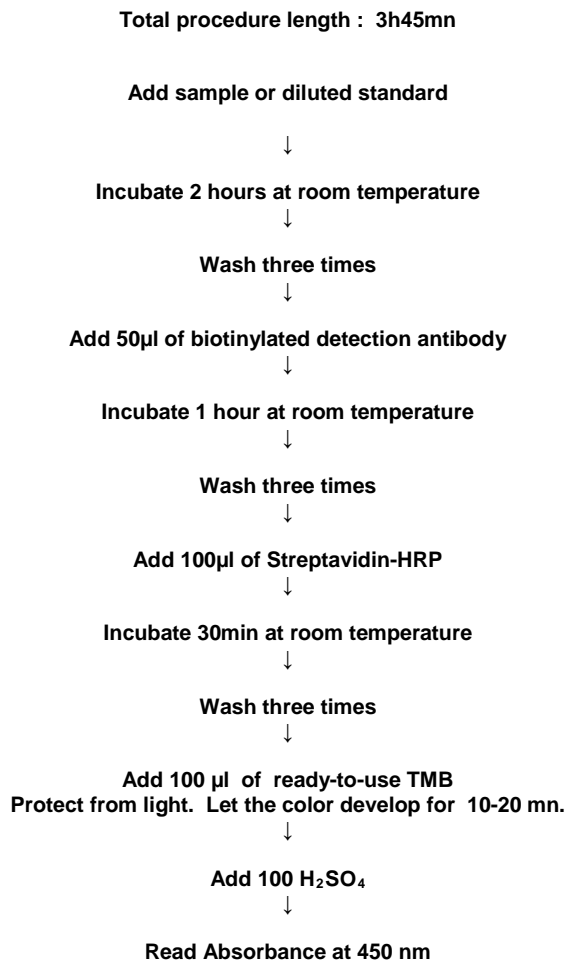 Total procedure length : 3h45mn
Add sample or diluted standard
↓
Incubate 2 hours at room temperature
↓
Wash three times
↓
Add 50µl of biotinylated detection antibody
↓
Incubate 1 hour at room temperature
↓
Wash three times
↓
Add 100µl of Streptavidin-HRP
↓
Incubate 30min at room temperature
↓
Wash three times
↓
Add 100 µl of ready-to-use TMB
Protect from light. Let the color develop for 10-20 mn.
↓
Add 100 H₂SO₄
↓
Read Absorbance at 450 nm